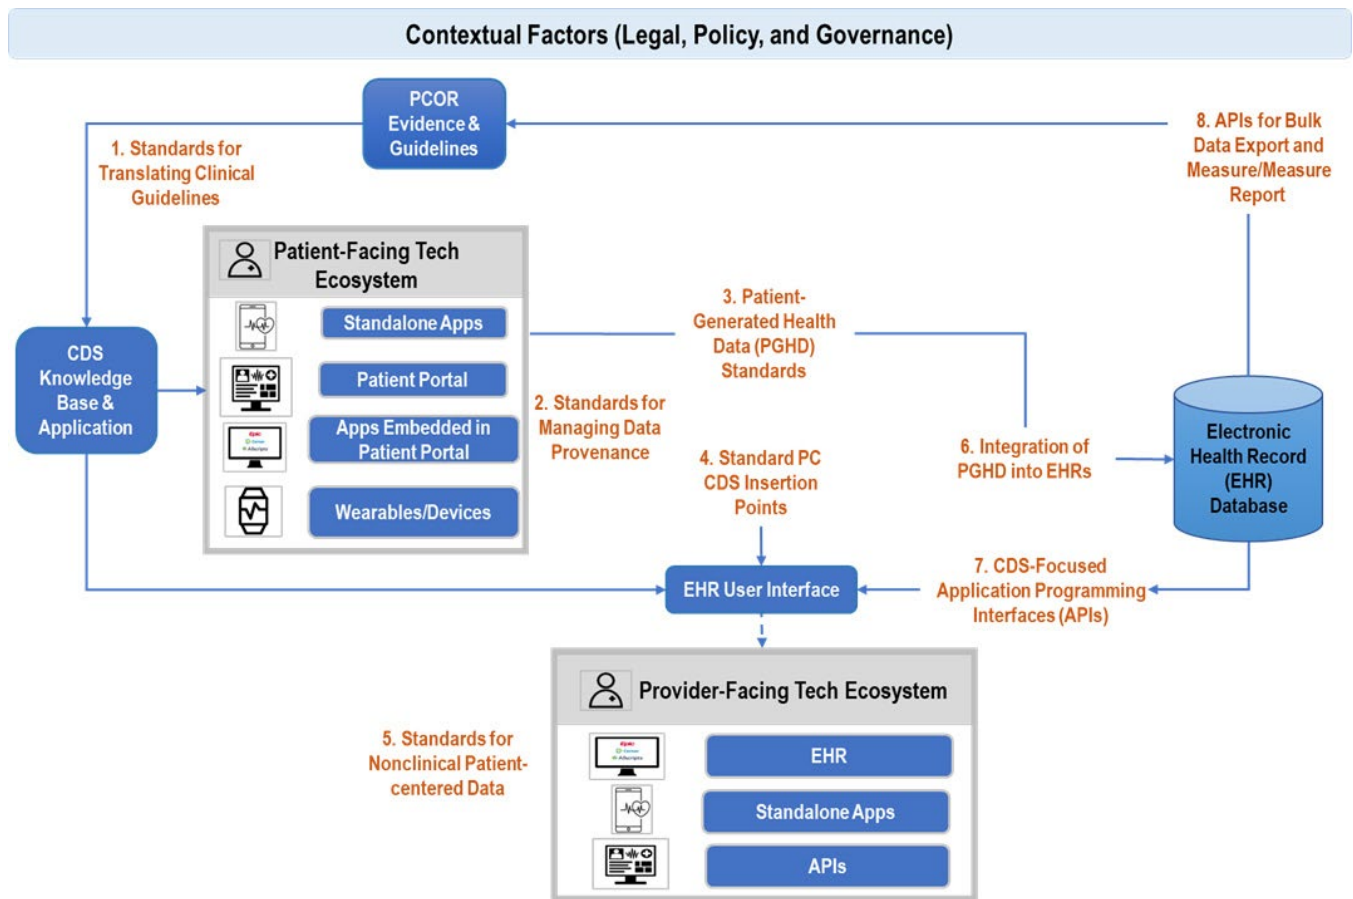 Contextual Factors (Legal, Policy, and Governance)
PCOR
Evidence &
Guidelines
8. APIs for Bulk
Data Export and
Measure/Measure
Report
1. Standards for
Translating Clinical
Guidelines
Patient-Facing Tech
Ecosystem
Standalone Apps
Patient Portal
Apps Embedded in
Patient Portal
Wearables/Devices
CDS
Knowledge
Base &
Application
3. Patient-
Generated Health
Data (PGHD)
Standards
2. Standards for
Managing Data
Provenance
4. Standard PC
CDS Insertion
Points
6. Integration of
PGHD into EHRs
Electronic
Health Record
(EHR)
Database
EHR User Interface
7. CDS-Focused
Application Programming
Interfaces (APIs)
Provider-Facing Tech Ecosystem
5. Standards for
Nonclinical Patient-
centered Data
EHR
Standalone Apps
APIs